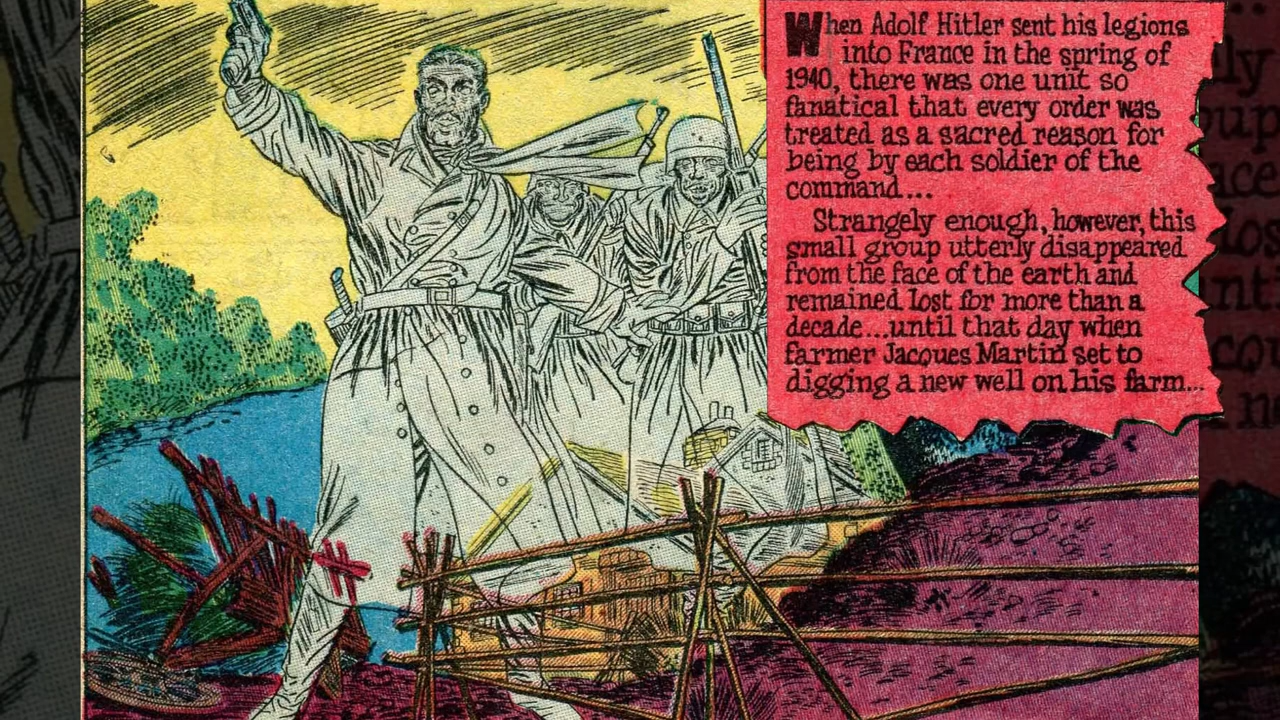 When Adolf Hitler sent his legions
into France in the spring of
1940, there was one unit so
fanatical that every order was
treated as a sacred reason for
being by each soldier of the
command...
Strangely enough, however, this
small group utterly disappeared
from the face of the earth and
remained lost for more than a
decade...until that day when
farmer Jacques Martin set to
digging a new well on his farm...